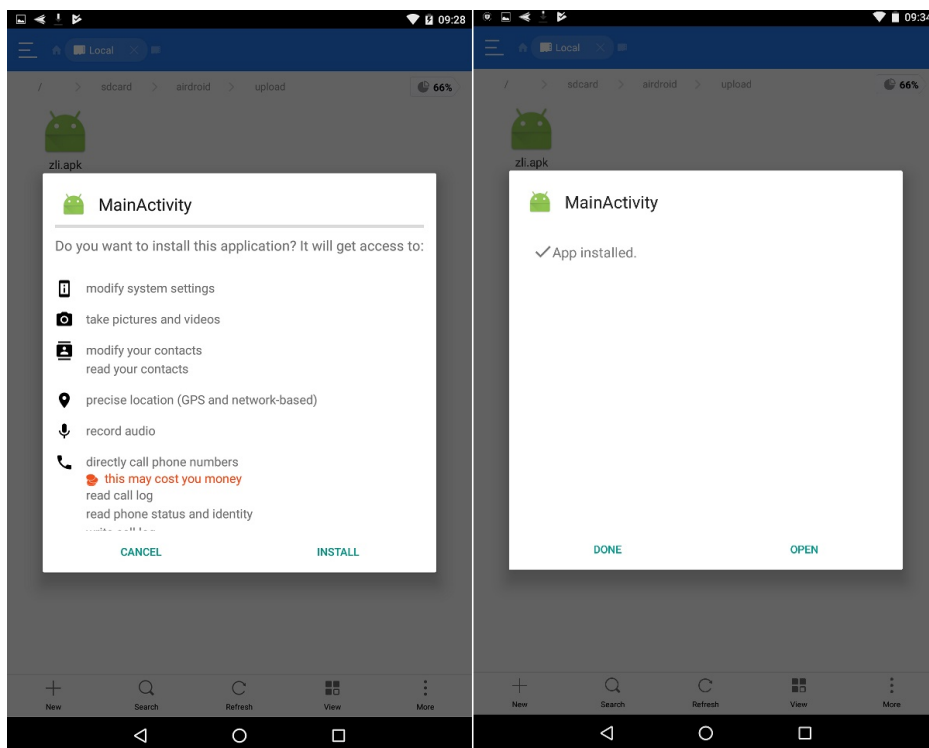 09:28
Local
/ > sdcard > airdroid > upload
66%
zli.apk
MainActivity
Do you want to install this application? It will get access to:
modify system settings
take pictures and videos
modify your contacts
read your contacts
precise location (GPS and network-based)
record audio
directly call phone numbers
this may cost you money
read call log
read phone status and identity
CANCEL INSTALL
New Search Refresh View More
09:34
Local
/ > sdcard > airdroid > upload
66%
zli.apk
MainActivity
App installed.
DONE OPEN
New Search Refresh View More